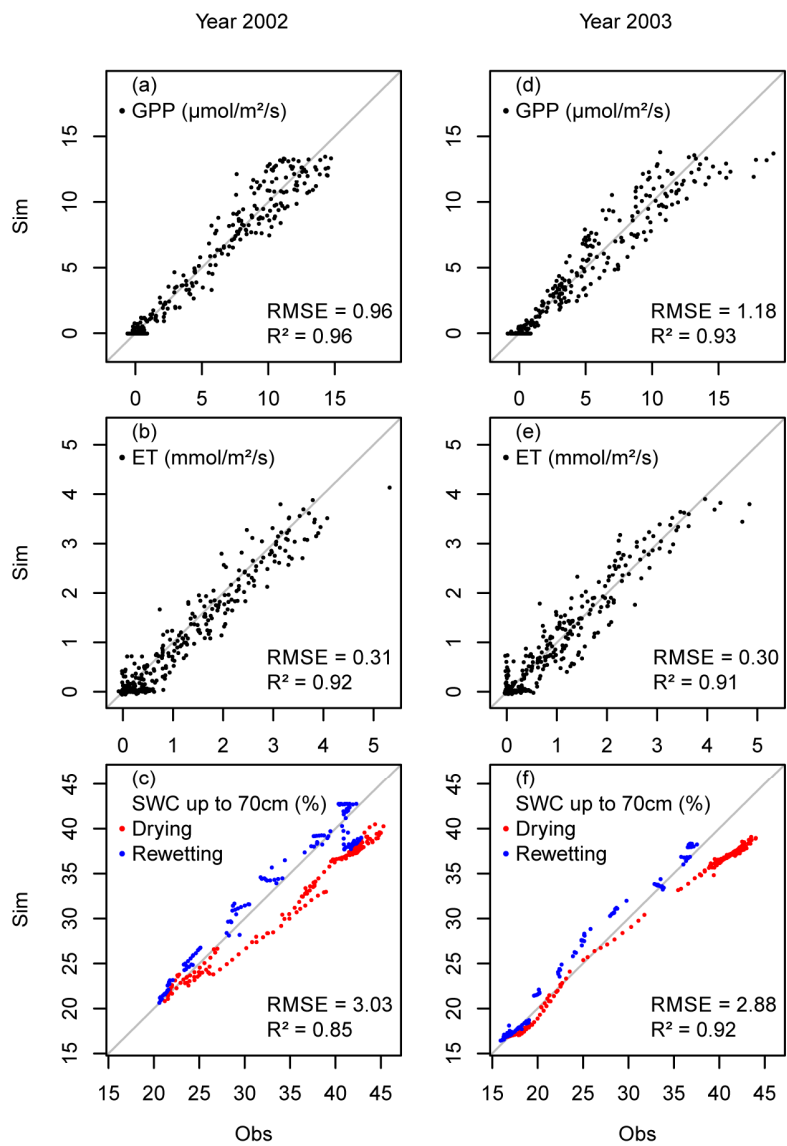 Year 2002
Year 2003
(a)
GPP (μmol/m²/s)
Sim
15
10
5
0
RMSE = 0.96
R² = 0.96
0 5 10 15
(d)
GPP (μmol/m²/s)
15
10
5
0
RMSE = 1.18
R² = 0.93
0 5 10 15
(b)
ET (mmol/m²/s)
Sim
5
4
3
2
1
0
RMSE = 0.31
R² = 0.92
0 1 2 3 4 5
(e)
ET (mmol/m²/s)
5
4
3
2
1
0
RMSE = 0.30
R² = 0.91
0 1 2 3 4 5
(c)
SWC up to 70cm (%)
Drying
Rewetting
Sim
45
40
35
30
25
20
15
RMSE = 3.03
R² = 0.85
15 20 25 30 35 40 45
Obs
(f)
SWC up to 70cm (%)
Drying
Rewetting
45
40
35
30
25
20
15
RMSE = 2.88
R² = 0.92
15 20 25 30 35 40 45
Obs